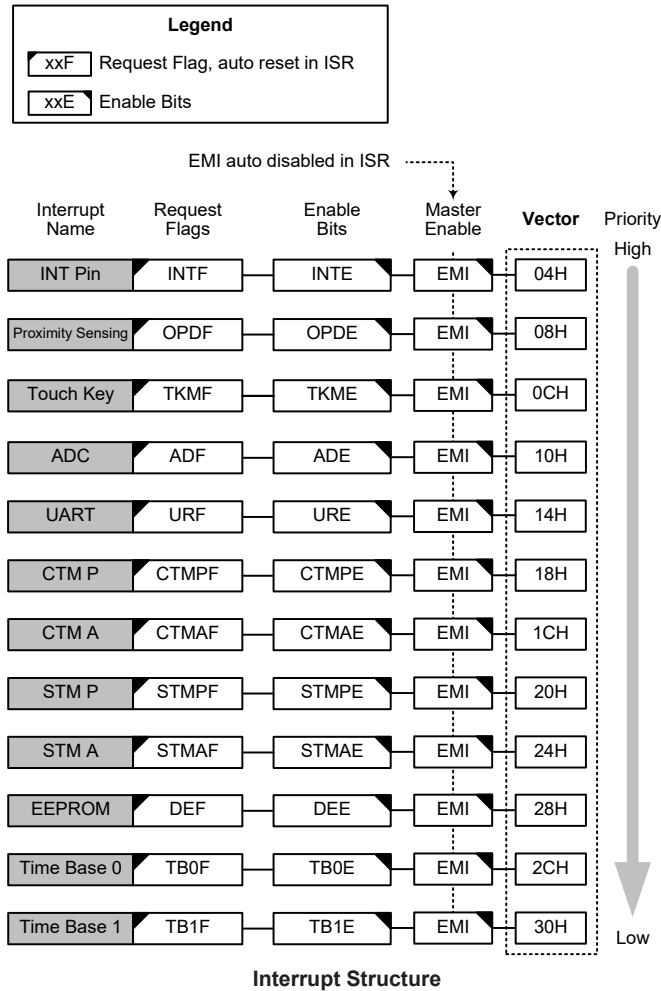 Legend
xxF Request Flag, auto reset in ISR
xxE Enable Bits
EMI auto disabled in ISR
Interrupt Name Request Flags Enable Bits Master Enable Vector Priority
High
INT Pin INTF INTE EMI 04H
Proximity Sensing OPDF OPDE EMI 08H
Touch Key TKMF TKME EMI 0CH
ADC ADF ADE EMI 10H
UART URF URE EMI 14H
CTM P CTMPF CTMPE EMI 18H
CTM A CTMAF CTMAE EMI 1CH
STM P STMPF STMPE EMI 20H
STM A STMAF STMAE EMI 24H
EEPROM DEF DEE EMI 28H
Time Base 0 TB0F TB0E EMI 2CH
Time Base 1 TB1F TB1E EMI 30H
Low
Interrupt Structure